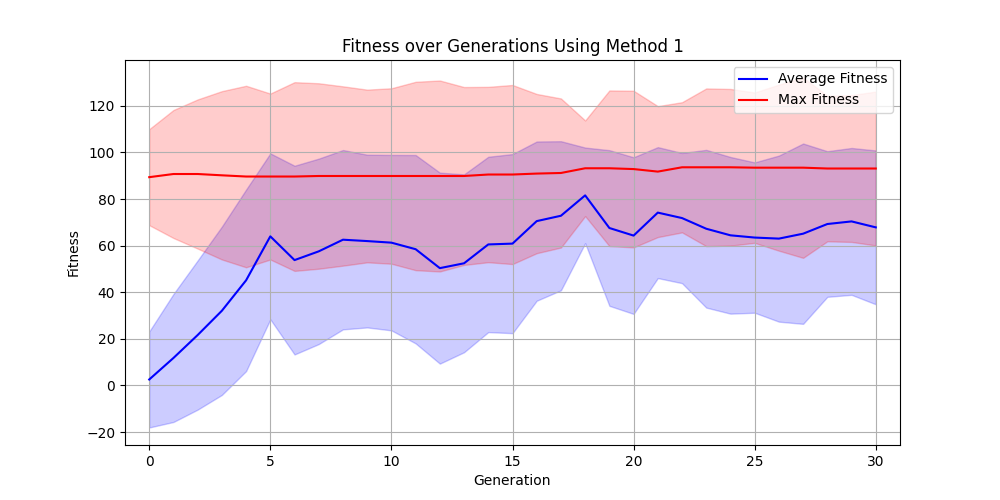 Fitness over Generations Using Method 1
Average Fitness
Max Fitness
120
100
80
60
40
20
0
−20
Fitness
0 5 10 15 20 25 30
Generation